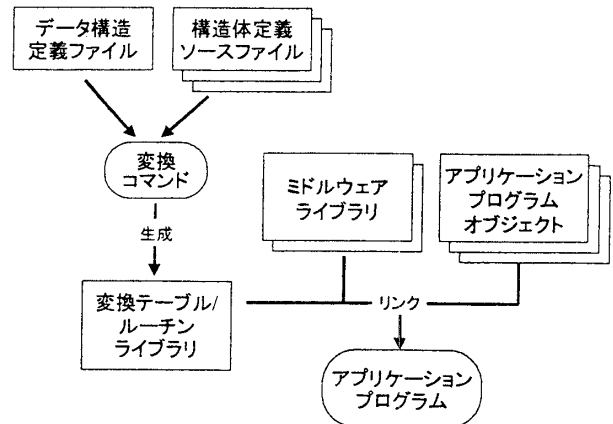 データ構造
定義ファイル
構造体定義
ソースファイル
変換
コマンド
ミドルウェア
ライブラリ
アプリケーション
プログラム
オブジェクト
生成
変換テーブル/
ルーチン
ライブラリ
リンク
アプリケーション
プログラム